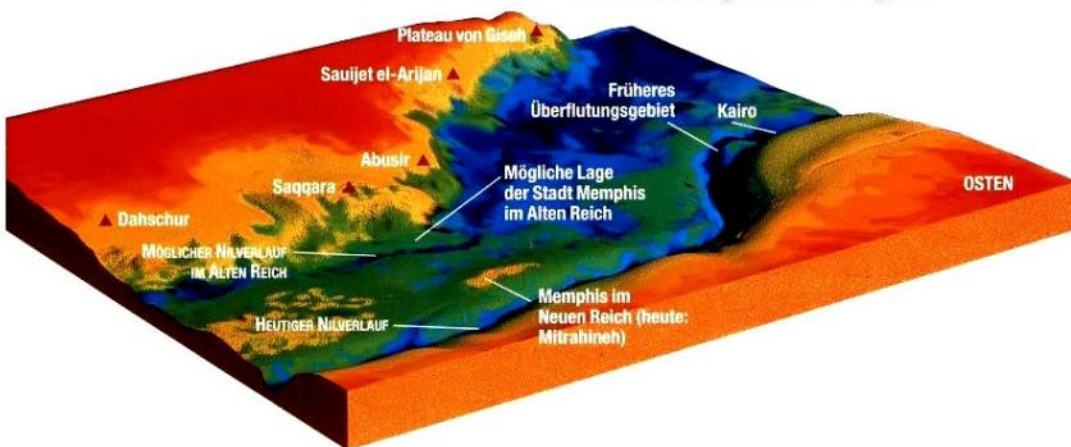 Plateau von Giseh
Sauijet el-Arijan
Früheres
Überflutungsgebiet
Kairo
Abusir
Mögliche Lage
der Stadt Memphis
im Alten Reich
Saqqara
OSTEN
Dahschur
MÖGLICHER NILVERLAUF
IM ALTEN REICH
Memphis im
Neuen Reich (heute:
Mitrahineh)
HEUTIGER NILVERLAUF